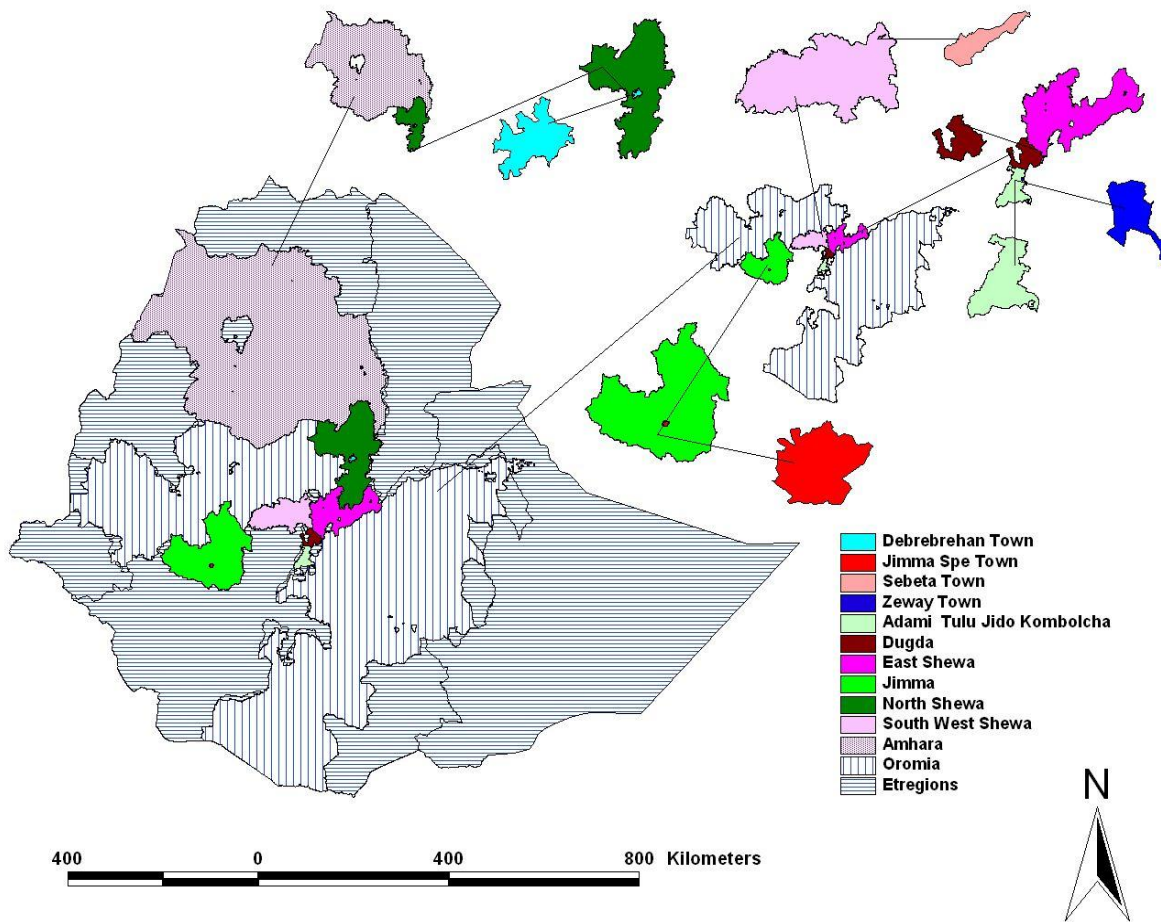 Debrebrehan Town
Jimma Spe Town
Sebeta Town
Zeway Town
Adami Tulu Jido Kombolcha
Dugda
East Shewa
Jimma
North Shewa
South West Shewa
Amhara
Oromia
Etregions
N
400 0 400 800 Kilometers